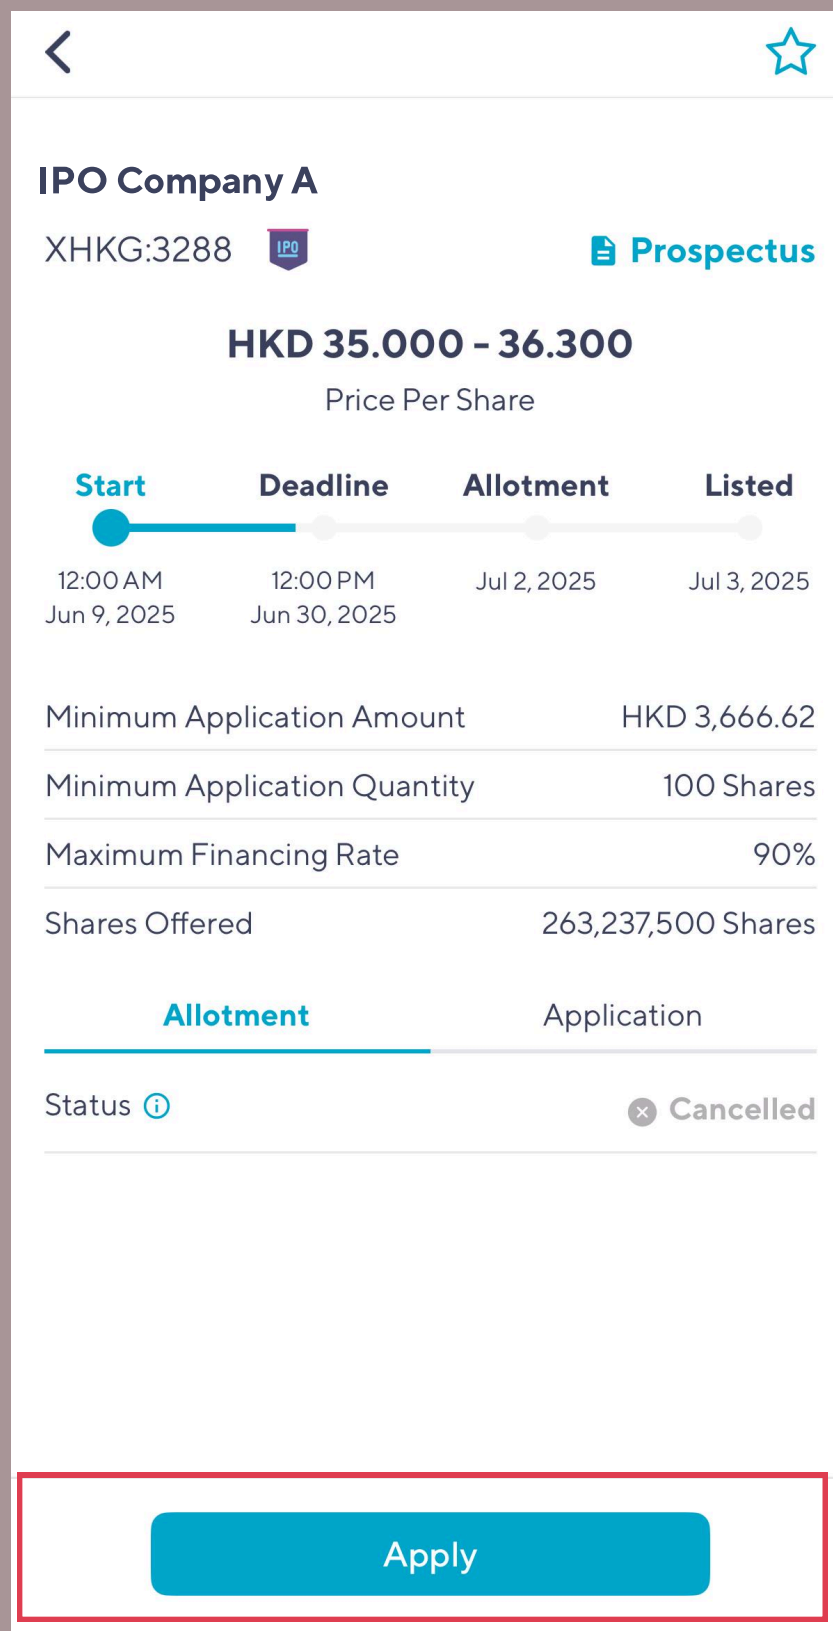 IPO Company A
XHKG:3288 IPO Prospectus
HKD 35.000 - 36.300
Price Per Share
Start Deadline Allotment Listed
12:00 AM 12:00 PM Jul 2, 2025 Jul 3, 2025
Jun 9, 2025 Jun 30, 2025
Minimum Application Amount HKD 3,666.62
Minimum Application Quantity 100 Shares
Maximum Financing Rate 90%
Shares Offered 263,237,500 Shares
Allotment Application
Status Cancelled
Apply